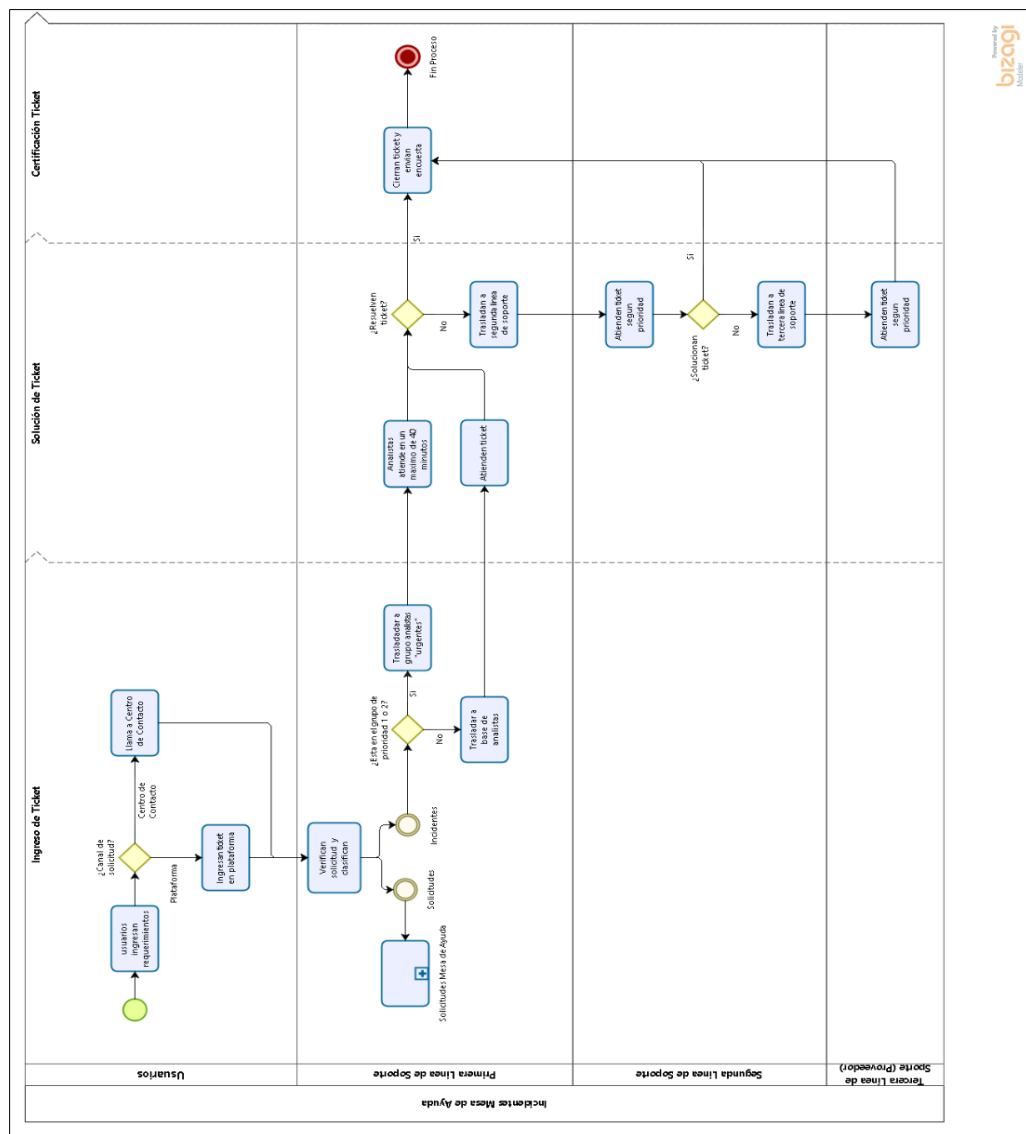 Incidentes Mesa de Ayuda
Usuarios
Primera Linea de Soporte
Segunda Linea de Soporte
Tercera Linea de
Soporte (Proveedor)
Ingreso de Ticket
Solución de Ticket
Certificación Ticket
usuarios
ingresan
requerimientos
¿Canal de
solicitud?
Centro de
Contacto
Plataforma
Llama a Centro
de Contacto
Ingresan ticket
en plataforma
Verifican
solicitud y
clasifican
Solicitudes
Incidentes
Solicitudes Mesa de Ayuda
¿Esta en el grupo de
prioridad 1 o 2?
Si
No
Trasladadar a
grupo analistas
"urgentes"
Trasladar a
base de
analistas
Analistas
atiende en un
maximo de 40
minutos
Atienden ticket
¿Resuelven
ticket?
Si
No
Trasladan a
segunda linea
de soporte
Cierran ticket y
envían
encuesta
Fin Proceso
Atienden ticket
segun
prioridad
¿Solucionan
ticket?
Si
No
Trasladan a
tercera linea de
soporte
Atienden ticket
segun
prioridad
Powered by
bizagi
Modeler